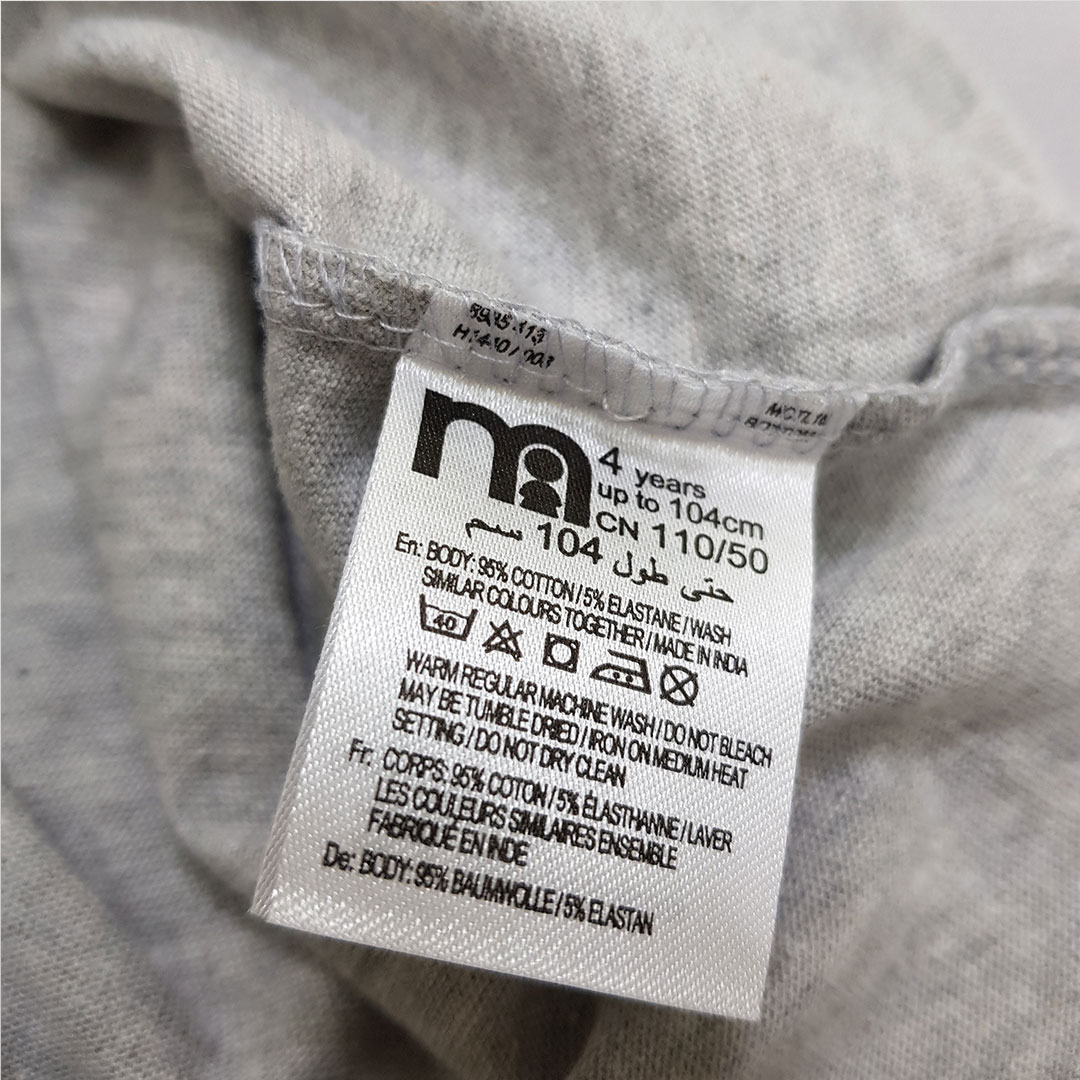 4 years
up to 104cm
CN 110/50
حتى طول 104 سم
En: BODY: 95% COTTON / 5% ELASTANE / WASH
SIMILAR COLOURS TOGETHER / MADE IN INDIA
40
WARM REGULAR MACHINE WASH / DO NOT BLEACH
MAY BE TUMBLE DRIED / IRON ON MEDIUM HEAT
SETTING / DO NOT DRY CLEAN
Fr: CORPS: 95% COTON / 5% ÉLASTHANNE / LAVER
LES COULEURS SIMILAIRES ENSEMBLE
FABRIQUÉ EN INDE
De: BODY: 95% BAUMWOLLE / 5% ELASTAN